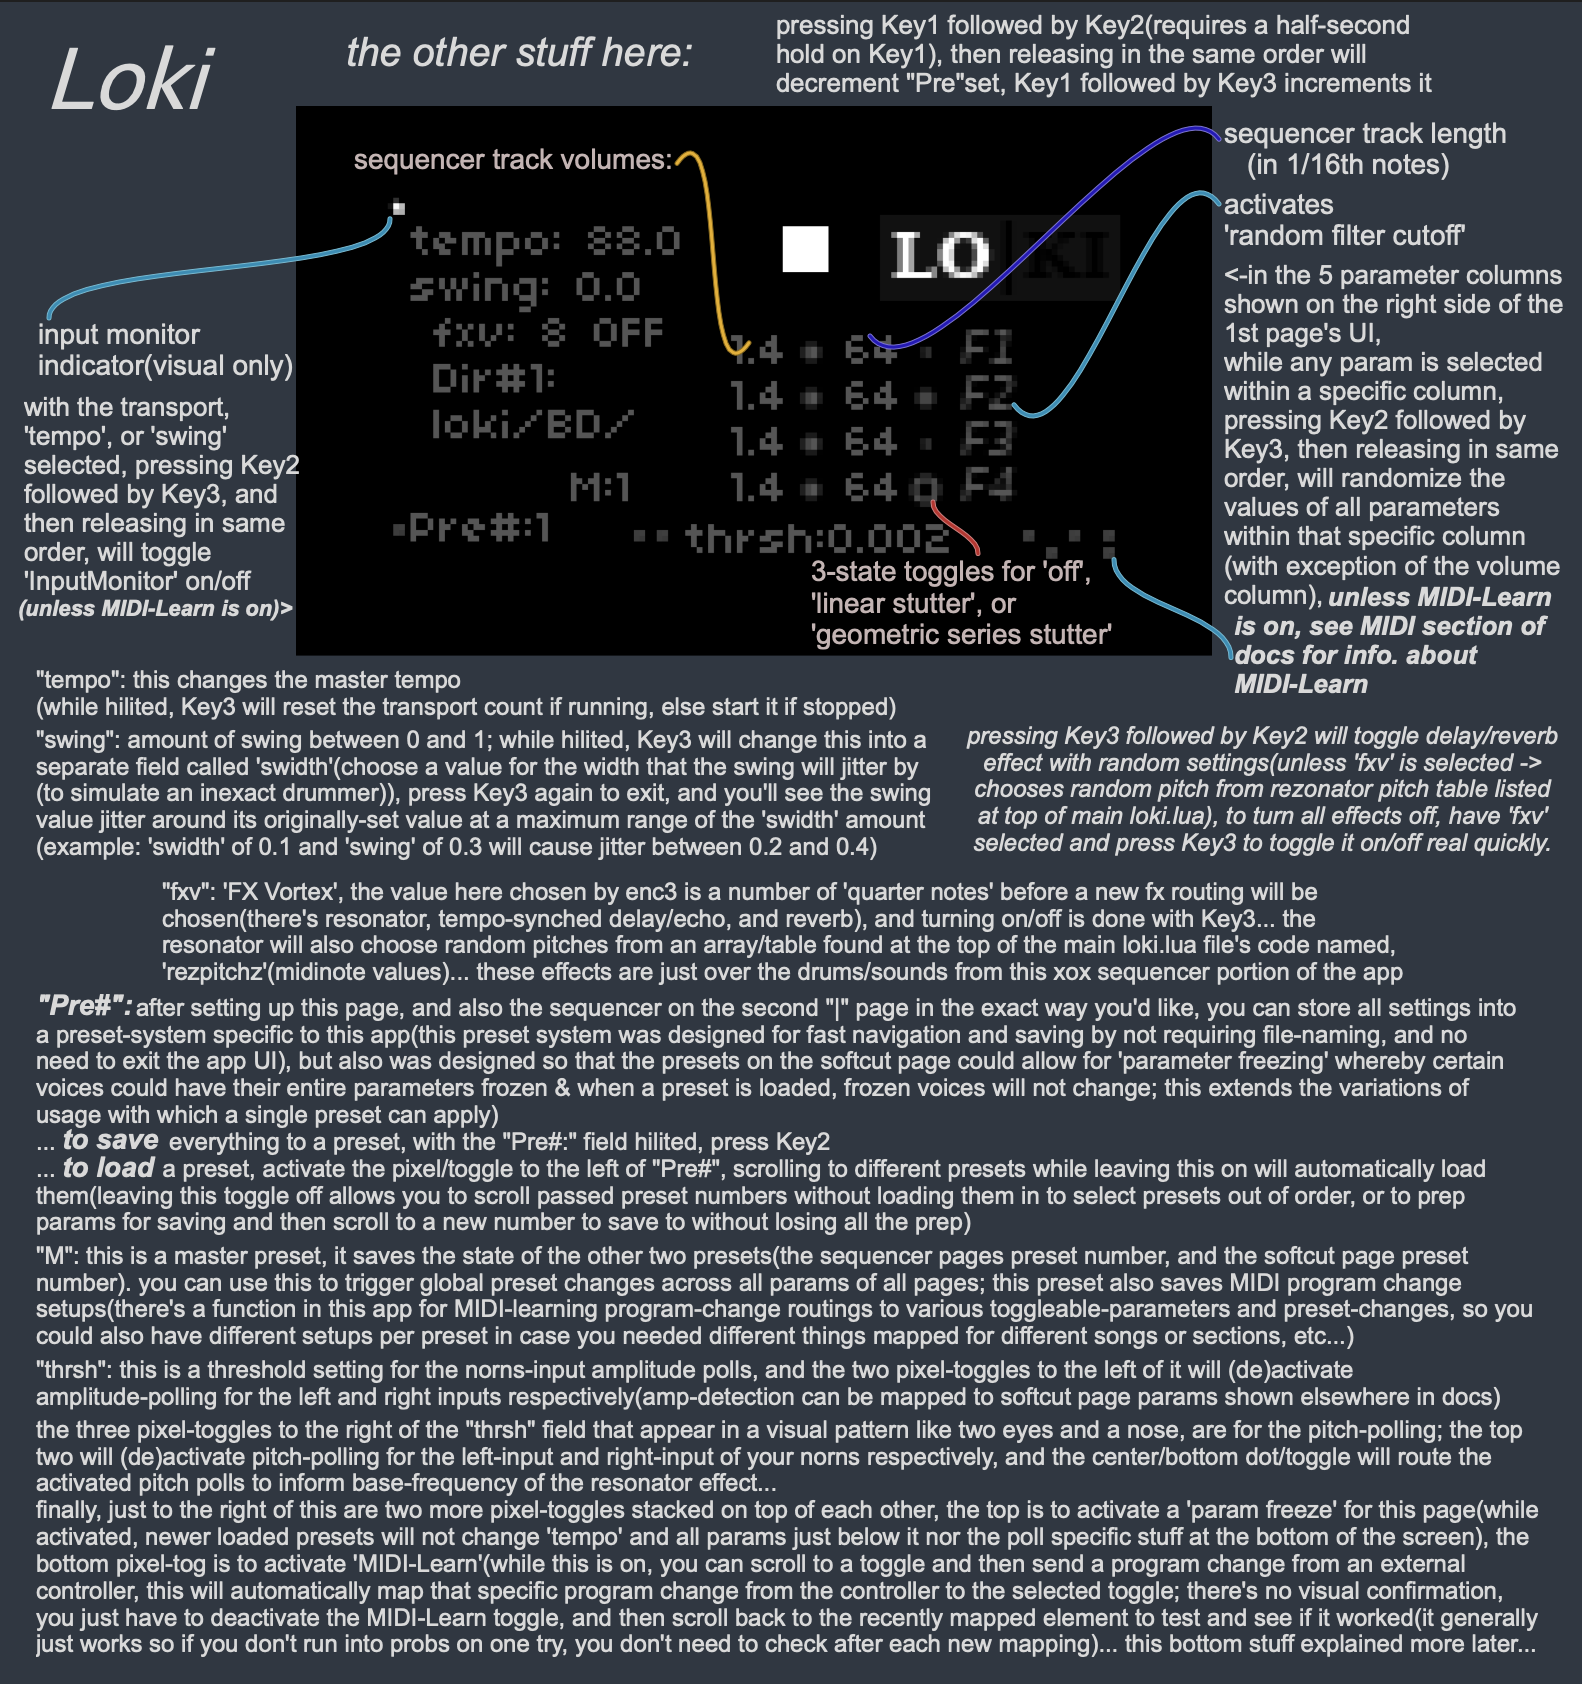 Loki
the other stuff here:
pressing Key1 followed by Key2(requires a half-second
hold on Key1), then releasing in the same order will
decrement "Pre"set, Key1 followed by Key3 increments it
sequencer track volumes:
sequencer track length
(in 1/16th notes)
activates
'random filter cutoff'
tempo: 88.0
swing: 0.0
fxv: 8 OFF
Dir#1:
loki/BD/
M:1
Pre#:1
LO|KI
1.4 64 F1
1.4 64 F2
1.4 64 F3
1.4 64 F4
thrsh:0.002
3-state toggles for 'off',
'linear stutter', or
'geometric series stutter'
input monitor
indicator(visual only)
with the transport,
'tempo', or 'swing'
selected, pressing Key2
followed by Key3, and
then releasing in same
order, will toggle
'InputMonitor' on/off
(unless MIDI-Learn is on)>
<-in the 5 parameter columns
shown on the right side of the
1st page's UI,
while any param is selected
within a specific column,
pressing Key2 followed by
Key3, then releasing in same
order, will randomize the
values of all parameters
within that specific column
(with exception of the volume
column), unless MIDI-Learn
is on, see MIDI section of
docs for info. about
MIDI-Learn
"tempo": this changes the master tempo
(while hilited, Key3 will reset the transport count if running, else start it if stopped)
"swing": amount of swing between 0 and 1; while hilited, Key3 will change this into a
separate field called 'swidth'(choose a value for the width that the swing will jitter by
(to simulate an inexact drummer)), press Key3 again to exit, and you'll see the swing
value jitter around its originally-set value at a maximum range of the 'swidth' amount
(example: 'swidth' of 0.1 and 'swing' of 0.3 will cause jitter between 0.2 and 0.4)
pressing Key3 followed by Key2 will toggle delay/reverb
effect with random settings(unless 'fxv' is selected ->
chooses random pitch from rezonator pitch table listed
at top of main loki.lua), to turn all effects off, have 'fxv'
selected and press Key3 to toggle it on/off real quickly.
"fxv": 'FX Vortex', the value here chosen by enc3 is a number of 'quarter notes' before a new fx routing will be
chosen(there's resonator, tempo-synched delay/echo, and reverb), and turning on/off is done with Key3... the
resonator will also choose random pitches from an array/table found at the top of the main loki.lua file's code named,
'rezpitchz'(midinote values)... these effects are just over the drums/sounds from this xox sequencer portion of the app
"Pre#": after setting up this page, and also the sequencer on the second "|" page in the exact way you'd like, you can store all settings into
a preset-system specific to this app(this preset system was designed for fast navigation and saving by not requiring file-naming, and no
need to exit the app UI), but also was designed so that the presets on the softcut page could allow for 'parameter freezing' whereby certain
voices could have their entire parameters frozen & when a preset is loaded, frozen voices will not change; this extends the variations of
usage with which a single preset can apply)
... to save everything to a preset, with the "Pre#:" field hilited, press Key2
... to load a preset, activate the pixel/toggle to the left of "Pre#", scrolling to different presets while leaving this on will automatically load
them(leaving this toggle off allows you to scroll passed preset numbers without loading them in to select presets out of order, or to prep
params for saving and then scroll to a new number to save to without losing all the prep)
"M": this is a master preset, it saves the state of the other two presets(the sequencer pages preset number, and the softcut page preset
number). you can use this to trigger global preset changes across all params of all pages; this preset also saves MIDI program change
setups(there's a function in this app for MIDI-learning program-change routings to various toggleable-parameters and preset-changes, so you
could also have different setups per preset in case you needed different things mapped for different songs or sections, etc...)
"thrsh": this is a threshold setting for the norns-input amplitude polls, and the two pixel-toggles to the left of it will (de)activate
amplitude-polling for the left and right inputs respectively(amp-detection can be mapped to softcut page params shown elsewhere in docs)
the three pixel-toggles to the right of the "thrsh" field that appear in a visual pattern like two eyes and a nose, are for the pitch-polling; the top
two will (de)activate pitch-polling for the left-input and right-input of your norns respectively, and the center/bottom dot/toggle will route the
activated pitch polls to inform base-frequency of the resonator effect...
finally, just to the right of this are two more pixel-toggles stacked on top of each other, the top is to activate a 'param freeze' for this page(while
activated, newer loaded presets will not change 'tempo' and all params just below it nor the poll specific stuff at the bottom of the screen), the
bottom pixel-tog is to activate 'MIDI-Learn'(while this is on, you can scroll to a toggle and then send a program change from an external
controller, this will automatically map that specific program change from the controller to the selected toggle; there's no visual confirmation,
you just have to deactivate the MIDI-Learn toggle, and then scroll back to the recently mapped element to test and see if it worked(it generally
just works so if you don't run into probs on one try, you don't need to check after each new mapping)... this bottom stuff explained more later...